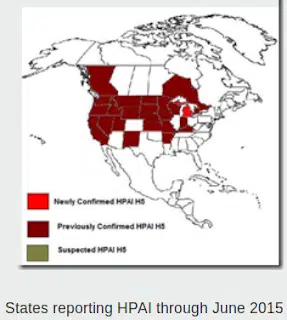 Newly Confirmed HPAI H5
Previously Confirmed HPAI H5
Suspected HPAI H5
States reporting HPAI through June 2015